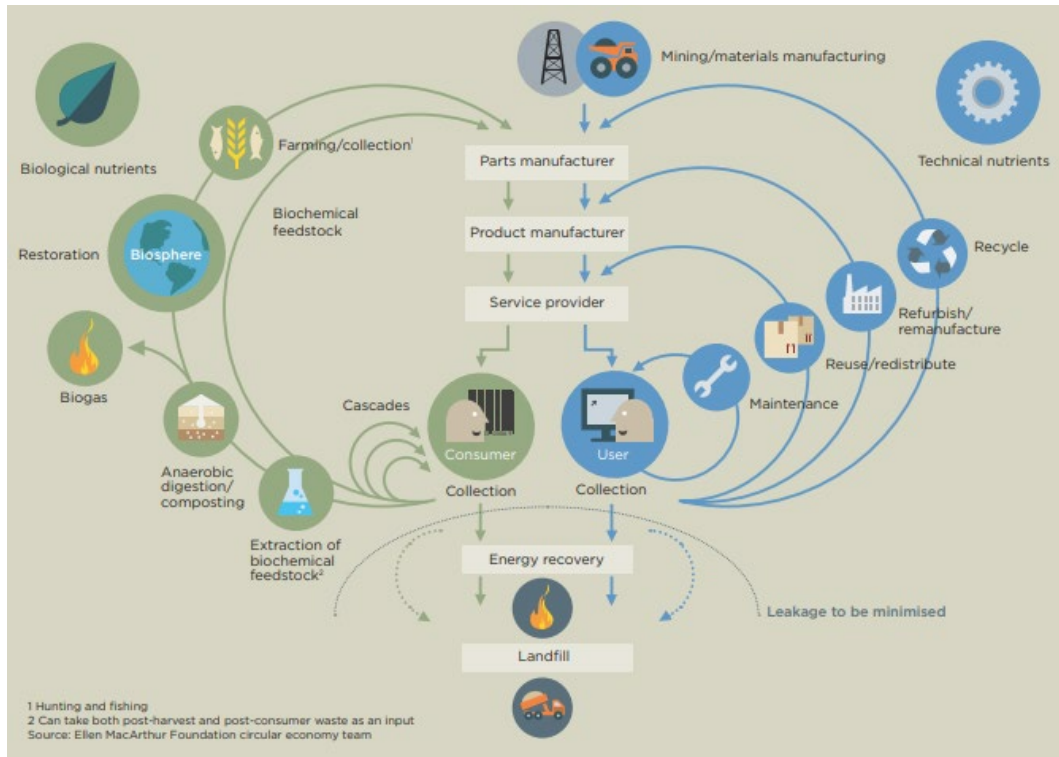 Mining/materials manufacturing
Biological nutrients
Technical nutrients
Farming/collection¹
Parts manufacturer
Biochemical
feedstock
Product manufacturer
Restoration
Biosphere
Recycle
Service provider
Refurbish/
remanufacture
Reuse/redistribute
Biogas
Cascades
Maintenance
Consumer
User
Anaerobic
digestion/
composting
Collection
Collection
Extraction of
biochemical
feedstock²
Energy recovery
Leakage to be minimised
Landfill
1 Hunting and fishing
2 Can take both post-harvest and post-consumer waste as an input
Source: Ellen MacArthur Foundation circular economy team